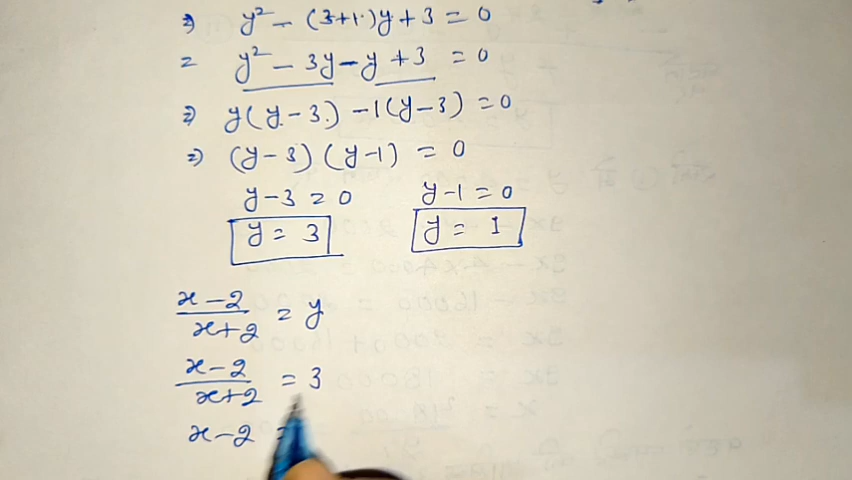 ⇒ y² - (3+1)y + 3 = 0
= y² - 3y - y + 3 = 0
⇒ y(y-3) - 1(y-3) = 0
⇒ (y-3) (y-1) = 0
y-3 = 0 y-1 = 0
y = 3 y = 1
x-2/x+2 = y
x-2/x+2 = 3
x-2 =